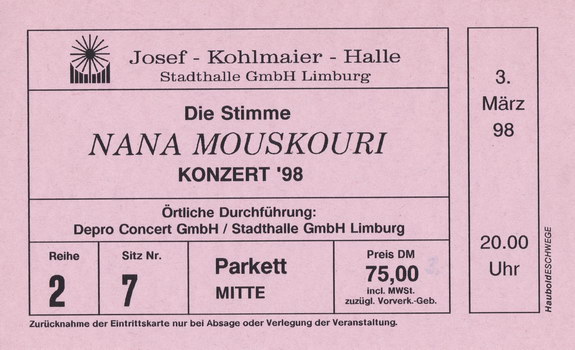 Josef - Kohlmaier - Halle
Stadthalle GmbH Limburg
Die Stimme
NANA MOUSKOURI
KONZERT '98
Örtliche Durchführung:
Depro Concert GmbH / Stadthalle GmbH Limburg
Reihe
2
Sitz Nr.
7
Parkett
MITTE
Preis DM
75,00
incl. MWSt.
zuzügl. Vorverk.-Geb.
Zurücknahme der Eintrittskarte nur bei Absage oder Verlegung der Veranstaltung.
3.
März
98
20.00
Uhr
HauboldESCHWEGE